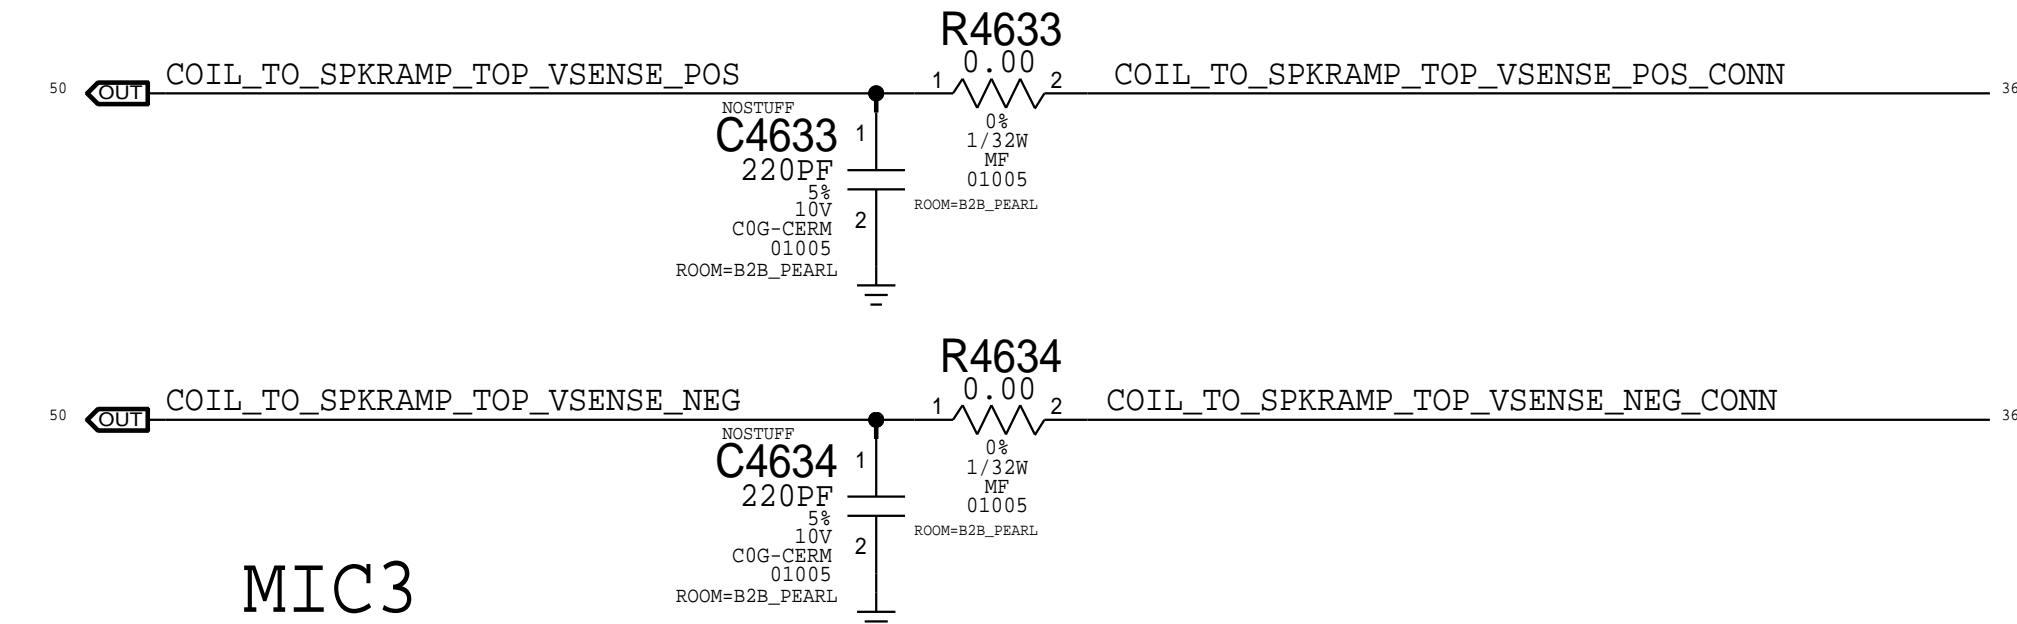 R4633
0.00
50 OUT COIL_TO_SPKRAMP_TOP_VSENSE_POS 1 2 COIL_TO_SPKRAMP_TOP_VSENSE_POS_CONN 36
NOSTUFF
C4633 1
220PF
5%
10V
C0G-CERM 2
01005
ROOM=B2B_PEARL
0%
1/32W
MF
01005
ROOM=B2B_PEARL
R4634
0.00
50 OUT COIL_TO_SPKRAMP_TOP_VSENSE_NEG 1 2 COIL_TO_SPKRAMP_TOP_VSENSE_NEG_CONN 36
NOSTUFF
C4634 1
220PF
5%
10V
C0G-CERM 2
01005
ROOM=B2B_PEARL
0%
1/32W
MF
01005
ROOM=B2B_PEARL
MIC3